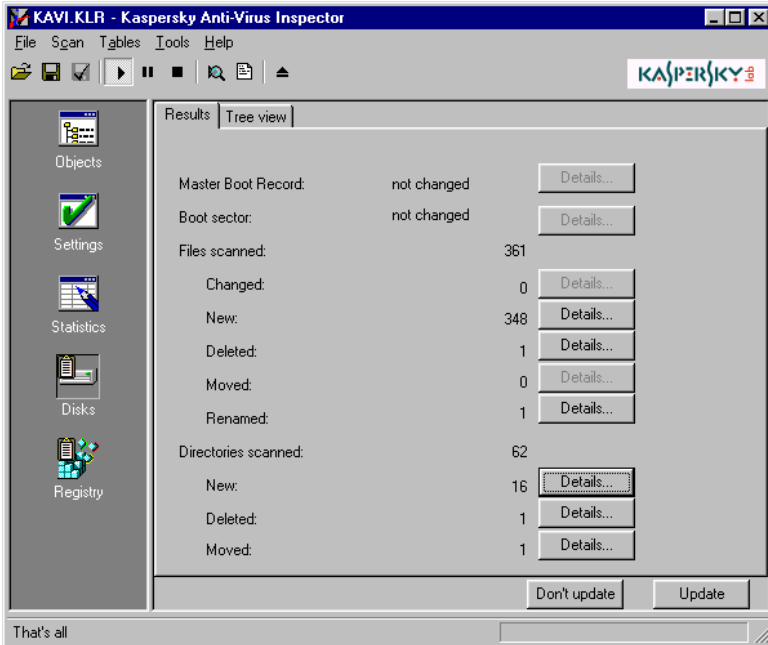 KAVI.KLR - Kaspersky Anti-Virus Inspector
File Scan Tables Tools Help
KASPERSKY lab
Results Tree view
Objects
Settings
Statistics
Disks
Registry
Master Boot Record: not changed Details...
Boot sector: not changed Details...
Files scanned: 361
Changed: 0 Details...
New: 348 Details...
Deleted: 1 Details...
Moved: 0 Details...
Renamed: 1 Details...
Directories scanned: 62
New: 16 Details...
Deleted: 1 Details...
Moved: 1 Details...
Don't update Update
That's all